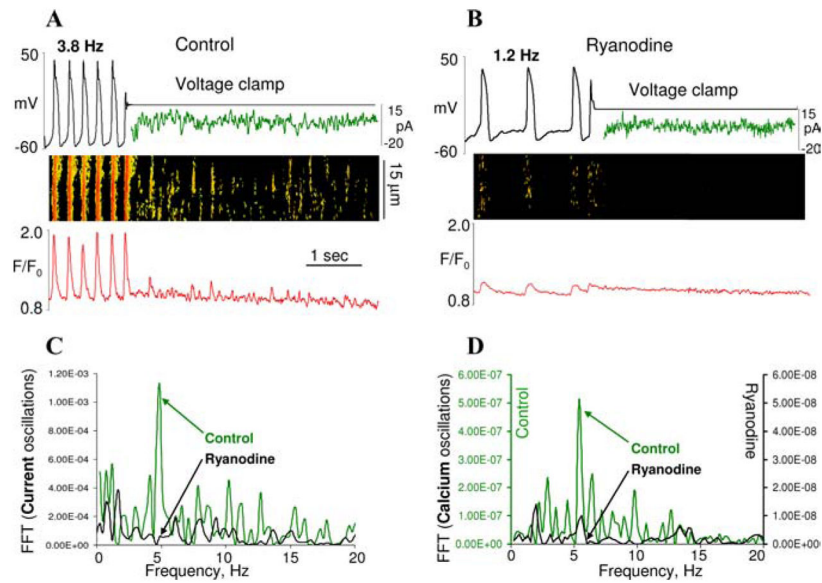 A
B
3.8 Hz
Control
1.2 Hz
Ryanodine
50
Voltage clamp
15
mV
pA
-60
-20
50
Voltage clamp
15
mV
pA
-60
-20
15 µm
2.0
F/F0
1 sec
0.8
2.0
F/F0
0.8
C
D
FFT (Current oscillations)
1.20E-03
1.00E-03
8.00E-04
6.00E-04
4.00E-04
2.00E-04
0.00E+00
Control
Ryanodine
0 5 10 15 20
Frequency, Hz
FFT (Calcium oscillations)
Control
6.00E-07
5.00E-07
4.00E-07
3.00E-07
2.00E-07
1.00E-07
0.00E+00
Control
Ryanodine
6.00E-08
5.00E-08
4.00E-08
3.00E-08
2.00E-08
1.00E-08
0.00E+00
Ryanodine
0 5 10 15 20
Frequency, Hz